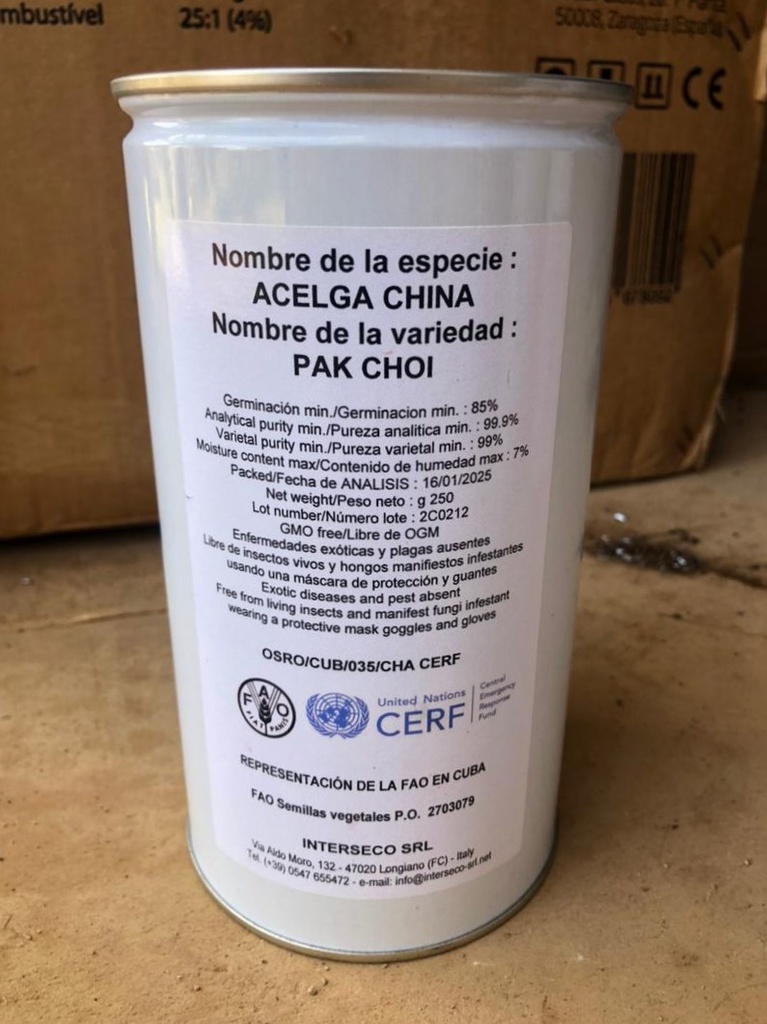 mbustível
25:1 (4%)
50008, Zaragoza (España)
CE
Nombre de la especie :
ACELGA CHINA
Nombre de la variedad :
PAK CHOI
Germinación min./Germinacion min. : 85%
Analytical purity min./Pureza analitica min. : 99.9%
Varietal purity min./Pureza varietal min. : 99%
Moisture content max/Contenido de humedad max : 7%
Packed/Fecha de ANALISIS : 16/01/2025
Net weight/Peso neto : g 250
Lot number/Número lote : 2C0212
GMO free/Libre de OGM
Enfermedades exóticas y plagas ausentes
Libre de insectos vivos y hongos manifiestos infestantes
usando una máscara de protección y guantes
Exotic diseases and pest absent
Free from living insects and manifest fungi infestant
wearing a protective mask goggles and gloves
OSRO/CUB/035/CHA CERF
F A O
FIAT PANIS
United Nations
CERF
Central
Emergency
Response
Fund
REPRESENTACIÓN DE LA FAO EN CUBA
FAO Semillas vegetales P.O. 2703079
INTERSECO SRL
Via Aldo Moro, 132 - 47020 Longiano (FC) - Italy
Tel. (+39) 0547 655472 - e-mail: info@interseco-srl.net